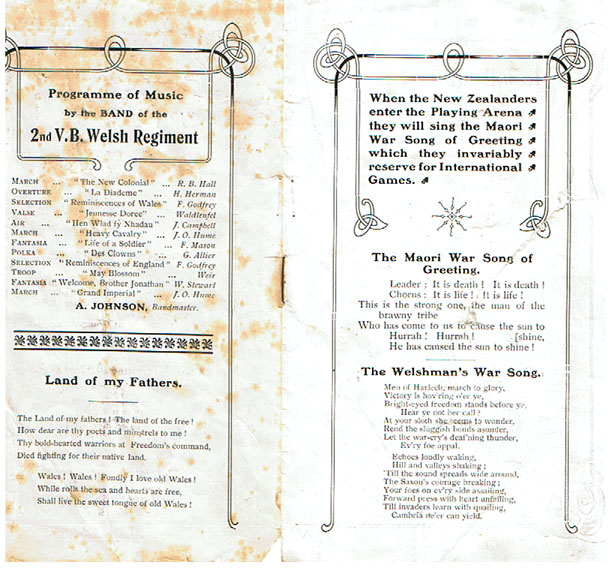 Programme of Music
by the BAND of the
2nd V.B. Welsh Regiment
MARCH ... "The New Colonial" ... R. B. Hall
OVERTURE ... "La Diademe" ... H. Herman
SELECTION "Reminiscences of Wales" F. Godfrey
VALSE ... "Jeunesse Doree" ... Waldteufel
AIR ... "Hen Wlad fy Nhadau" J. Campbell
MARCH ... "Heavy Cavalry" ... J. O. Hume
FANTASIA ... "Life of a Soldier" ... F. Mason
POLKA ... "Des Clowns" ... G. Allier
SELECTION "Reminiscences of England" F. Godfrey
TROOP ... "May Blossom" ... Weir
FANTASIA "Welcome, Brother Jonathan" W. Stewart
MARCH ... "Grand Imperial" ... J. O. Hume
A. JOHNSON, Bandmaster.
Land of my Fathers.
The Land of my fathers! The land of the free!
How dear are thy poets and minstrels to me!
Thy bold-hearted warriors at Freedom's command,
Died fighting for their native land.
Wales! Wales! Fondly I love old Wales!
While rolls the sea and hearts are free,
Shall live the sweet tongue of old Wales!
When the New Zealanders
enter the Playing Arena
they will sing the Maori
War Song of Greeting
which they invariably
reserve for International
Games.
The Maori War Song of
Greeting.
Leader: It is death! It is death!
Chorus: It is life! It is life!
This is the strong one, the man of the
brawny tribe
Who has come to us to cause the sun to
Hurrah! Hurrah! [shine,
He has caused the sun to shine!
The Welshman's War Song.
Men of Harlech, march to glory,
Victory is hov'ring o'er ye,
Bright-eyed freedom stands before ye,
Hear ye not her call?
At your sloth she seems to wonder,
Rend the sluggish bonds asunder,
Let the war-cry's deaf'ning thunder,
Ev'ry foe appal.
Echoes loudly waking,
Hill and valleys shaking;
'Till the sound spreads wide around,
The Saxon's courage breaking;
Your foes on ev'ry side assailing,
Forward press with heart unfailing,
Till invaders learn with quailing,
Cambria ne'er can yield.